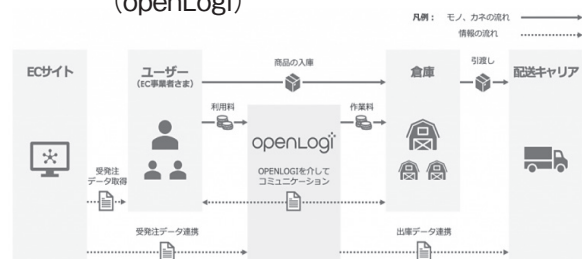 （openLogi）
凡例： モノ、カネの流れ
情報の流れ
ECサイト
ユーザー
（EC事業者さま）
商品の入庫
倉庫
引渡し
配送キャリア
利用料
作業料
openLogi
OPENLOGIを介して
コミュニケーション
受発注
データ取得
受発注データ連携
出庫データ連携